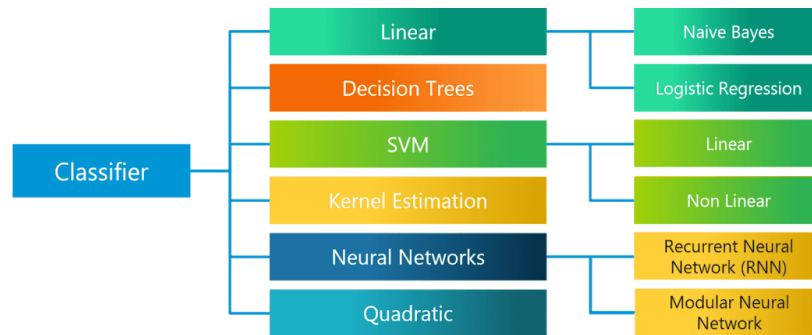 Classifier
Linear
Naive Bayes
Logistic Regression
Decision Trees
SVM
Linear
Non Linear
Kernel Estimation
Neural Networks
Recurrent Neural
Network (RNN)
Modular Neural
Network
Quadratic